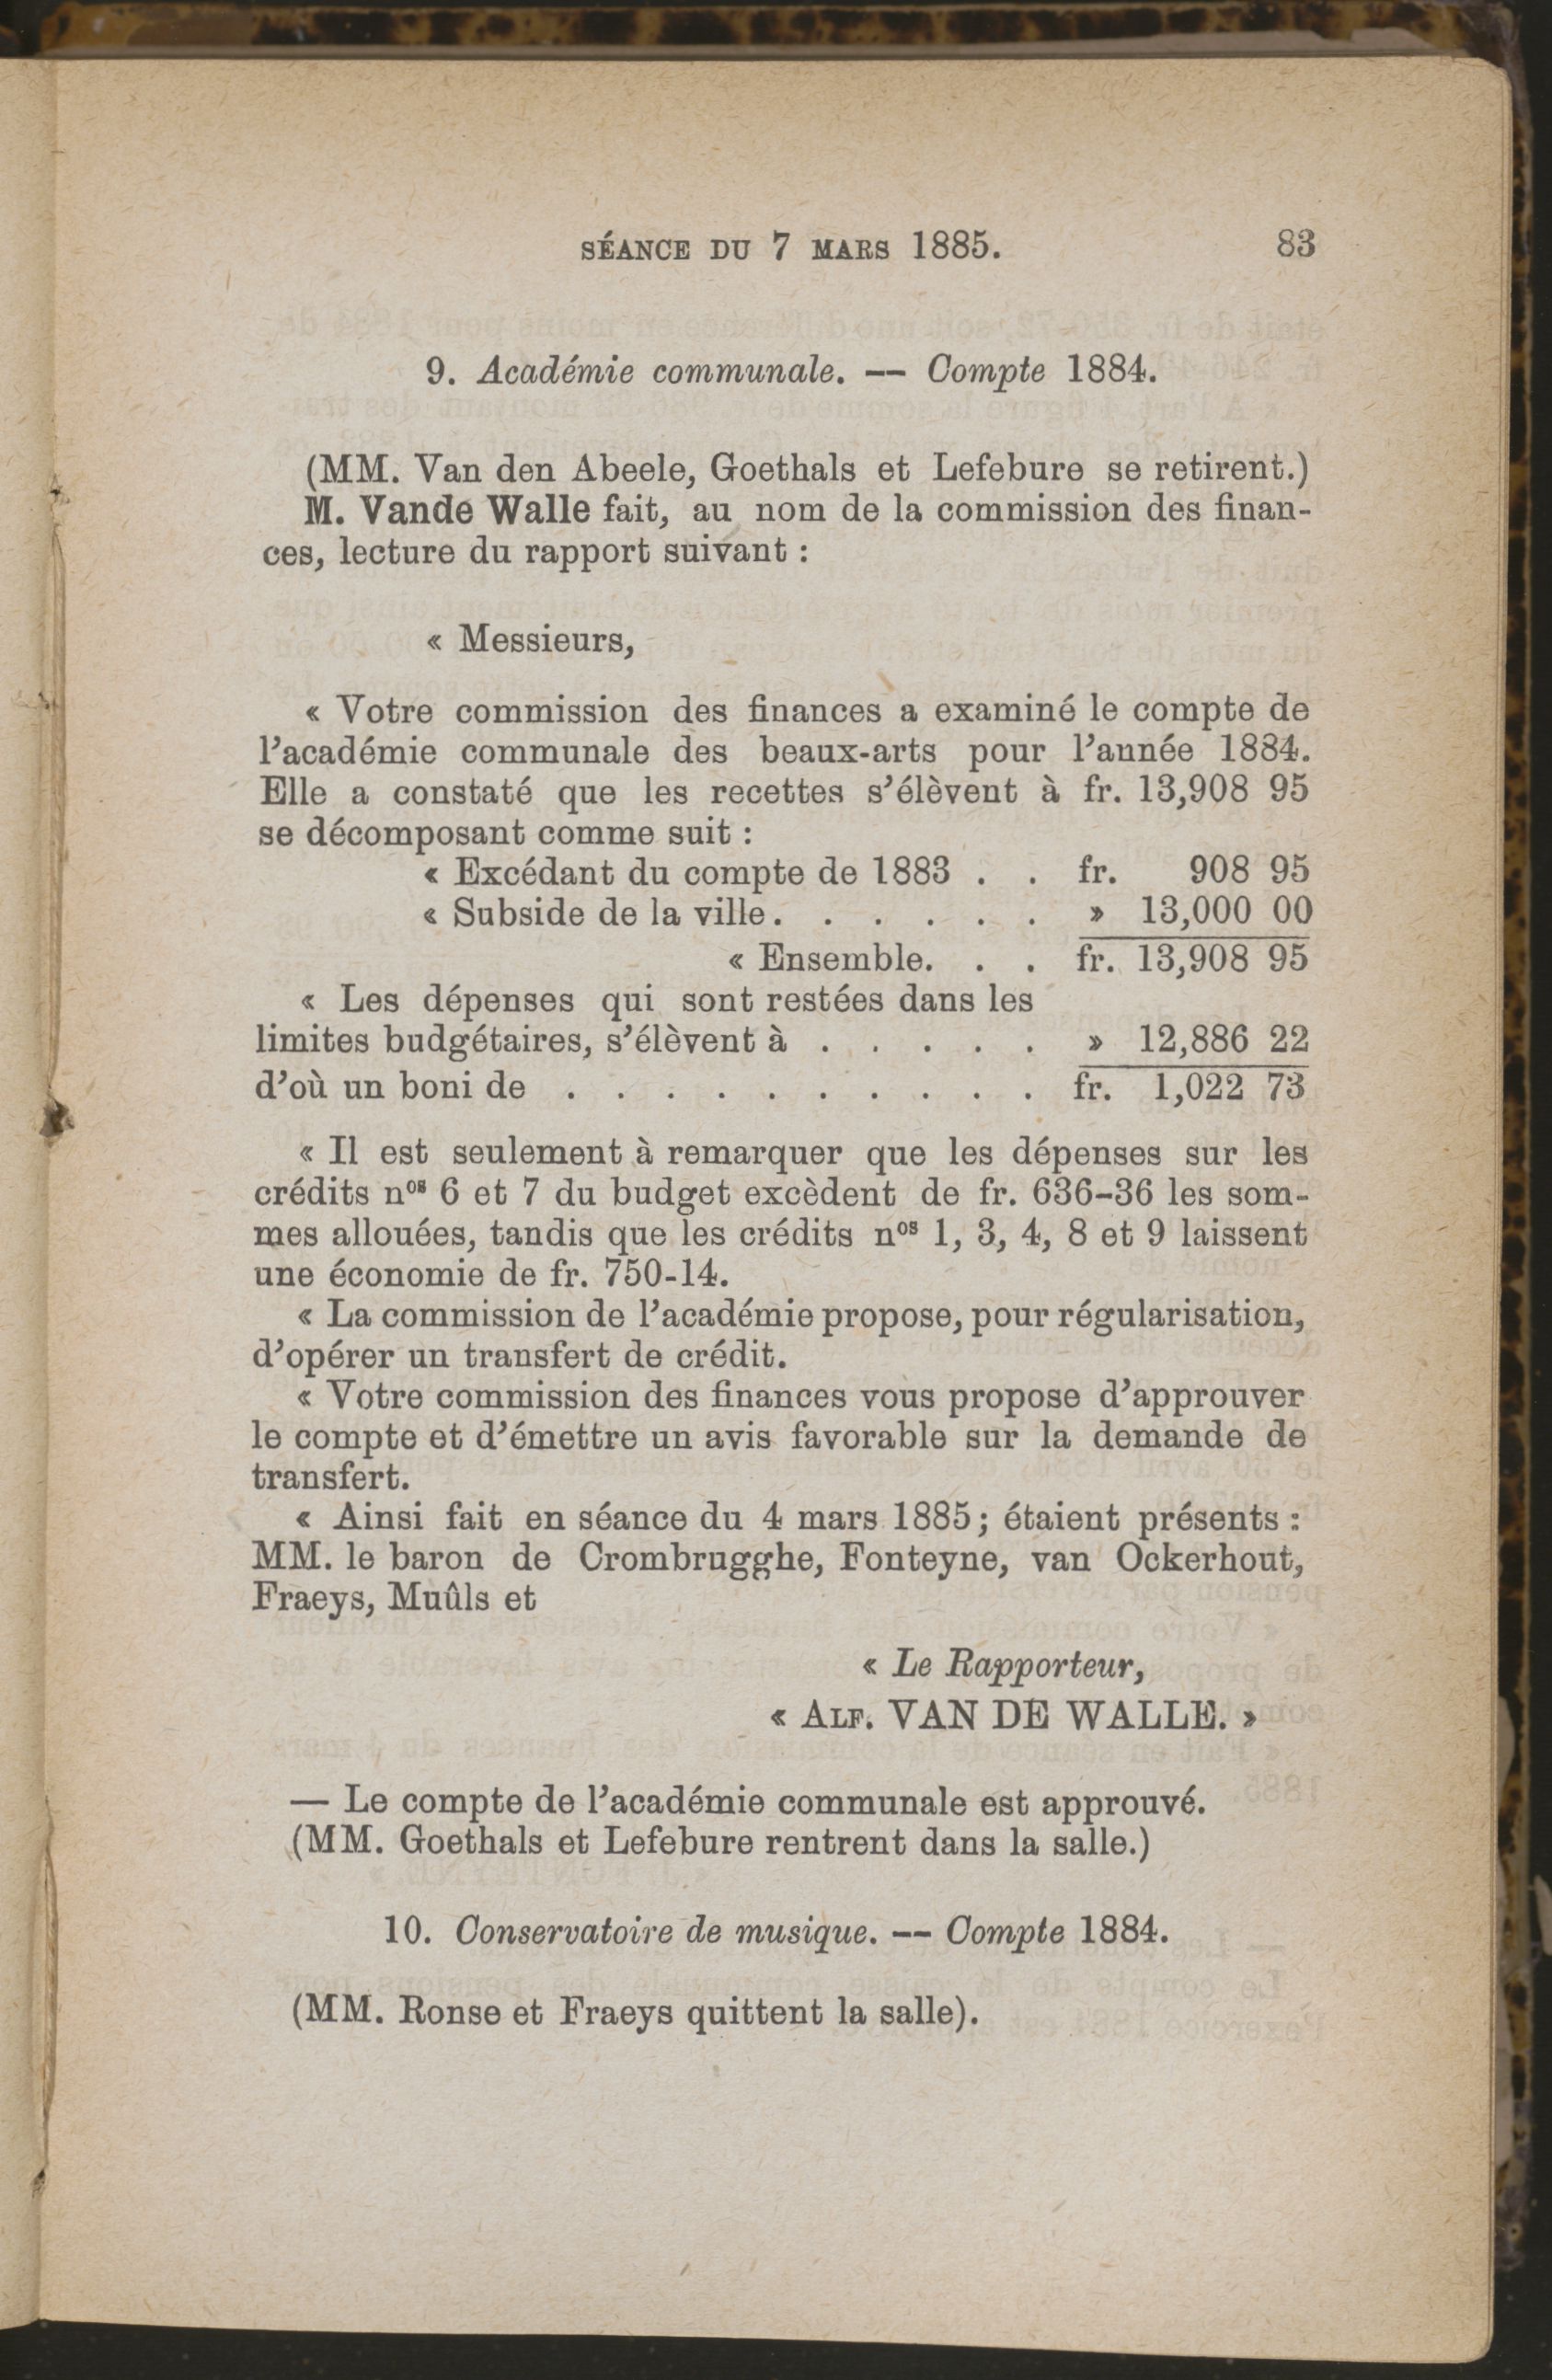 SÉANCE DU 7 MARS 1885. 83
9. Académie communale. — Compte 1884.
(MM. Van den Abeele, Goethals et Lefebure se retirent.)
M. Vande Walle fait, au nom de la commission des finan-
ces, lecture du rapport suivant :
« Messieurs,
« Votre commission des finances a examiné le compte de
l'académie communale des beaux-arts pour l'année 1884.
Elle a constaté que les recettes s'élèvent à fr. 13,908 95
se décomposant comme suit :
« Excédant du compte de 1883 . . fr. 908 95
« Subside de la ville. . . . . . » 13,000 00
« Ensemble. . . fr. 13,908 95
« Les dépenses qui sont restées dans les
limites budgétaires, s'élèvent à . . . . . » 12,886 22
d'où un boni de . . . . . . . . . . fr. 1,022 73
« Il est seulement à remarquer que les dépenses sur les
crédits nos 6 et 7 du budget excèdent de fr. 636-36 les som-
mes allouées, tandis que les crédits nos 1, 3, 4, 8 et 9 laissent
une économie de fr. 750-14.
« La commission de l'académie propose, pour régularisation,
d'opérer un transfert de crédit.
« Votre commission des finances vous propose d'approuver
le compte et d'émettre un avis favorable sur la demande de
transfert.
« Ainsi fait en séance du 4 mars 1885; étaient présents :
MM. le baron de Crombrugghe, Fonteyne, van Ockerhout,
Fraeys, Muûls et
« Le Rapporteur,
« ALF. VAN DE WALLE. »
— Le compte de l'académie communale est approuvé.
(MM. Goethals et Lefebure rentrent dans la salle.)
10. Conservatoire de musique. — Compte 1884.
(MM. Ronse et Fraeys quittent la salle).